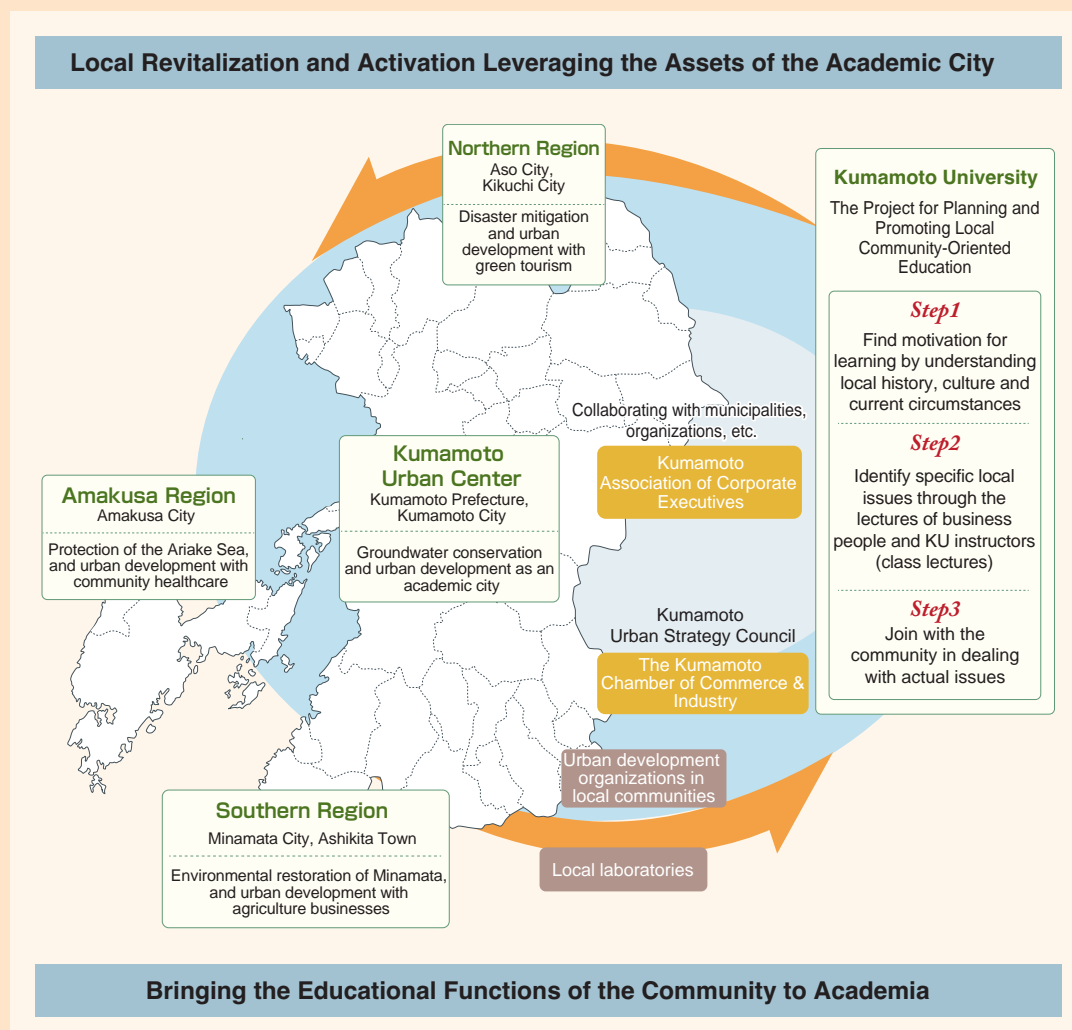 Local Revitalization and Activation Leveraging the Assets of the Academic City
Northern Region
Aso City,
Kikuchi City
Disaster mitigation
and urban
development with
green tourism
Kumamoto University
The Project for Planning and
Promoting Local
Community-Oriented
Education
Step1
Find motivation for
learning by understanding
local history, culture and
current circumstances
Step2
Identify specific local
issues through the
lectures of business
people and KU instructors
(class lectures)
Step3
Join with the
community in dealing
with actual issues
Collaborating with municipalities,
organizations, etc.
Kumamoto
Association of Corporate
Executives
Kumamoto
Urban Center
Kumamoto Prefecture,
Kumamoto City
Groundwater conservation
and urban development as an
academic city
Amakusa Region
Amakusa City
Protection of the Ariake Sea,
and urban development with
community healthcare
Kumamoto
Urban Strategy Council
The Kumamoto
Chamber of Commerce &
Industry
Urban development
organizations in
local communities
Local laboratories
Southern Region
Minamata City, Ashikita Town
Environmental restoration of Minamata,
and urban development with
agriculture businesses
Bringing the Educational Functions of the Community to Academia